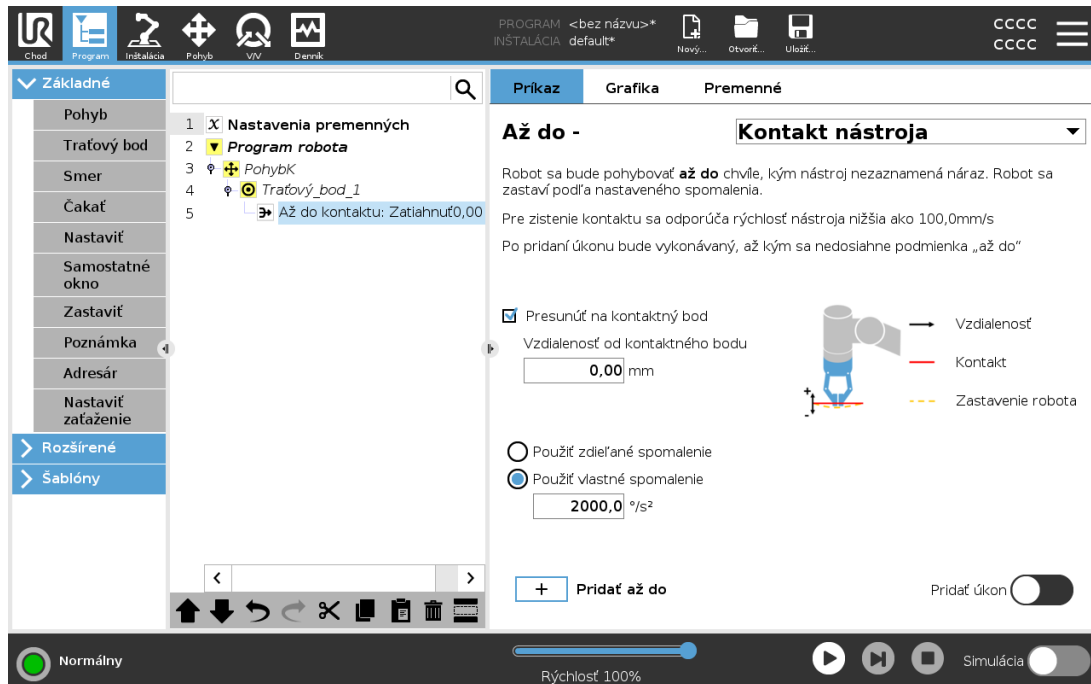 PROGRAM <bez názvu>*
INŠTALÁCIA default*
cccc
cccc
Chod
Program
Inštalácia
Pohyb
V/V
Denník
Nový...
Otvoriť...
Uložiť...
Základné
Pohyb
Traťový bod
Smer
Čakať
Nastaviť
Samostatné
okno
Zastaviť
Poznámka
Adresár
Nastaviť
zaťaženie
Rozšírené
Šablóny
1 X Nastavenia premenných
2 Program robota
3 PohybK
4 Traťový_bod_1
5 Až do kontaktu: Zatiahnuť0,00
Príkaz Grafika Premenné
Až do - Kontakt nástroja
Robot sa bude pohybovať až do chvíle, kým nástroj nezaznamená náraz. Robot sa
zastaví podľa nastaveného spomalenia.
Pre zistenie kontaktu sa odporúča rýchlosť nástroja nižšia ako 100,0mm/s
Po pridaní úkonu bude vykonávaný, až kým sa nedosiahne podmienka „až do“
Presunúť na kontaktný bod
Vzdialenosť od kontaktného bodu
0,00 mm
+
-
Vzdialenosť
Kontakt
Zastavenie robota
Použiť zdieľané spomalenie
Použiť vlastné spomalenie
2000,0 °/s²
+ Pridať až do
Pridať úkon
Normálny
Rýchlosť 100%
Simulácia